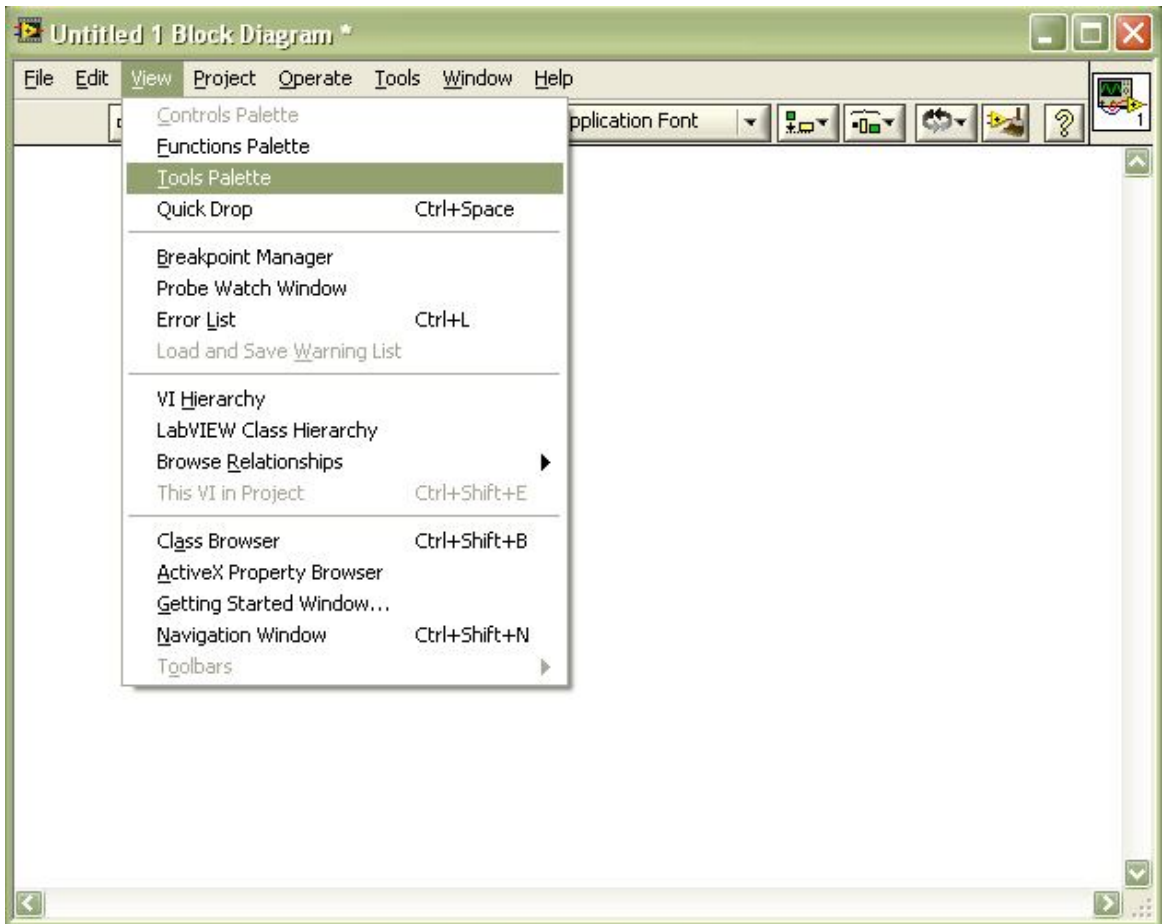 Untitled 1 Block Diagram *
File Edit View Project Operate Tools Window Help
pplication Font
1
Controls Palette
Functions Palette
Tools Palette
Quick Drop Ctrl+Space
Breakpoint Manager
Probe Watch Window
Error List Ctrl+L
Load and Save Warning List
VI Hierarchy
LabVIEW Class Hierarchy
Browse Relationships
This VI in Project Ctrl+Shift+E
Class Browser Ctrl+Shift+B
ActiveX Property Browser
Getting Started Window...
Navigation Window Ctrl+Shift+N
Toolbars